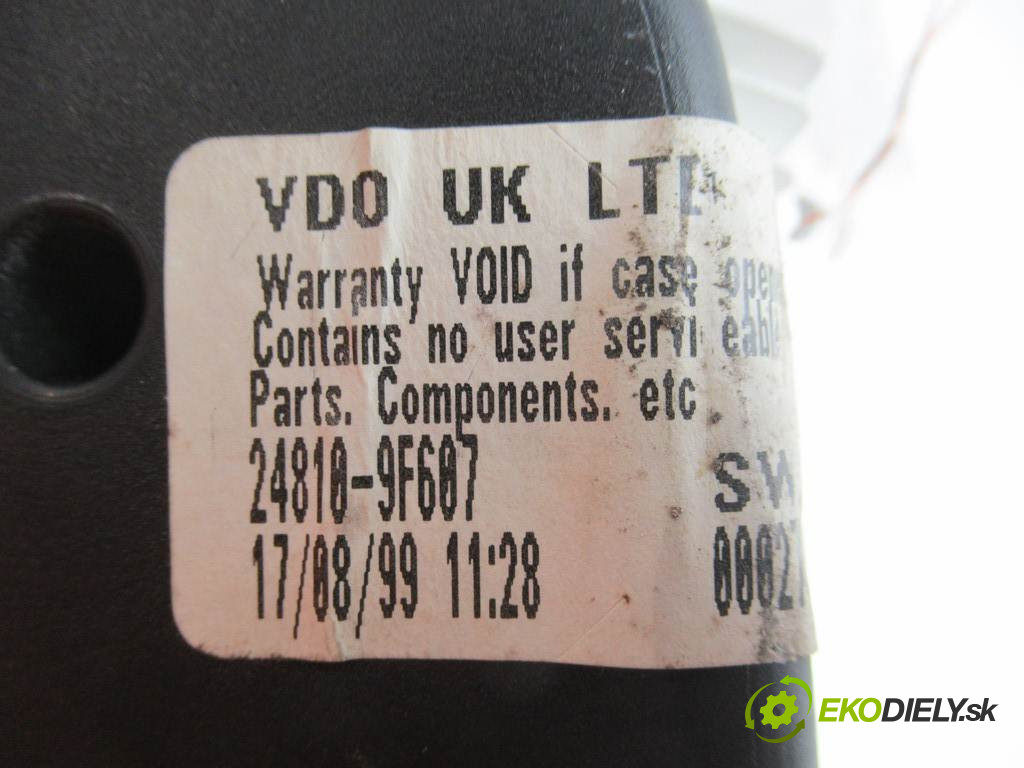 VDO UK LTD
Warranty VOID if case
Contains no user
Parts. Components. etc
24810-9F607
17/08/99 11:28
EKODIELY.sk